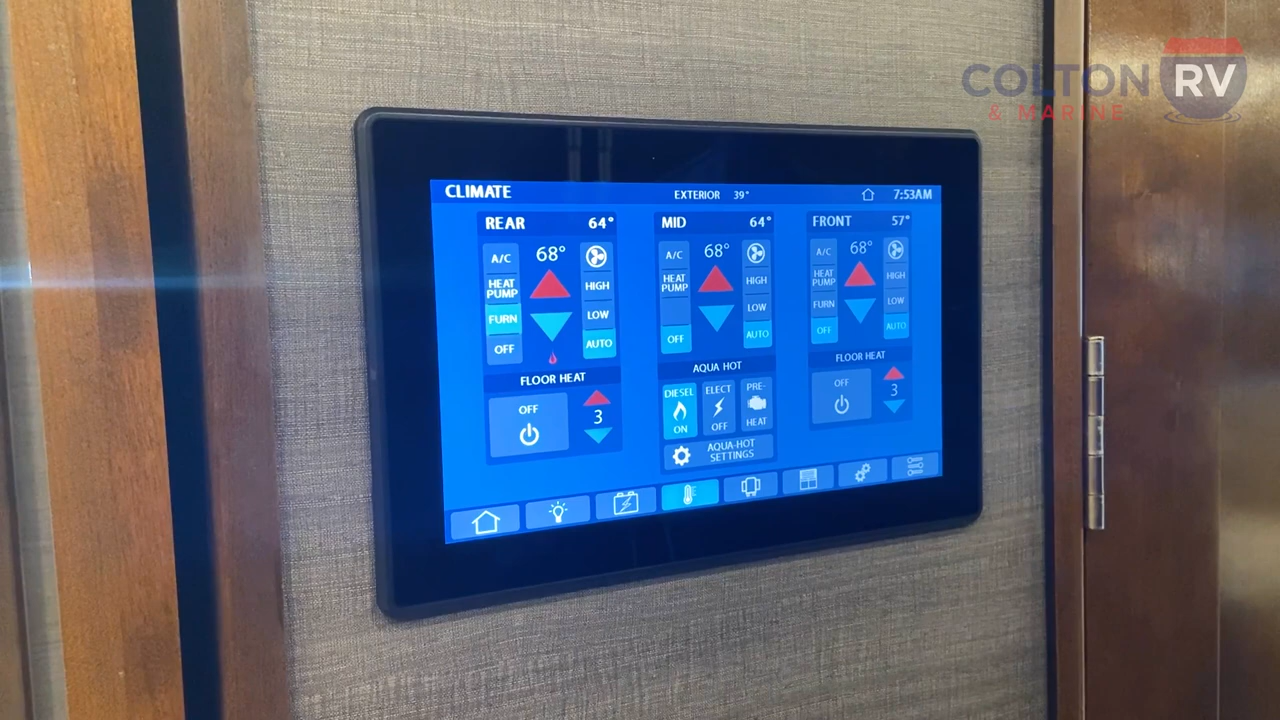 COLTON RV
& MARINE
CLIMATE
EXTERIOR 39°
7:53AM
REAR 64°
A/C
68°
HEAT
PUMP
HIGH
FURN
LOW
OFF
AUTO
FLOOR HEAT
OFF
3
MID 64°
A/C
68°
HEAT
PUMP
HIGH
LOW
OFF
AUTO
AQUA HOT
DIESEL
ON
ELECT
OFF
PRE-
HEAT
AQUA-HOT
SETTINGS
FRONT 57°
A/C
68°
HEAT
PUMP
HIGH
FURN
LOW
OFF
AUTO
FLOOR HEAT
OFF
3